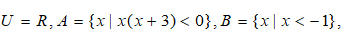 U = R, A = {x | x(x + 3) < 0}, B = {x | x < −1},